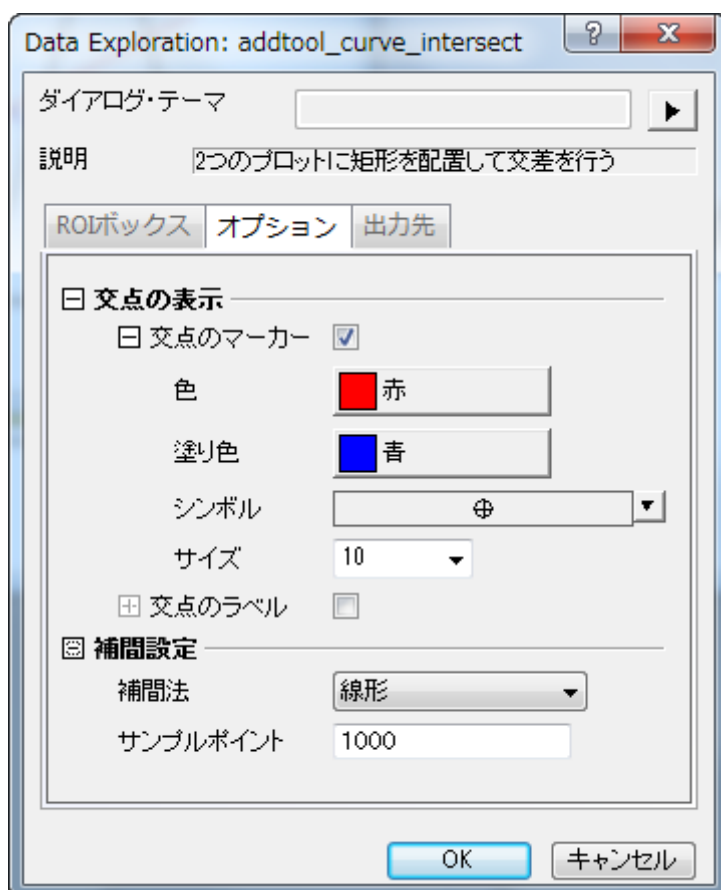 Data Exploration: addtool_curve_intersect
ダイアログ・テーマ
説明 2つのプロットに矩形を配置して交差を行う
ROIボックス オプション 出力先
交点の表示
交点のマーカー
色 赤
塗り色 青
シンボル
サイズ 10
交点のラベル
補間設定
補間法 線形
サンプルポイント 1000
OK キャンセル